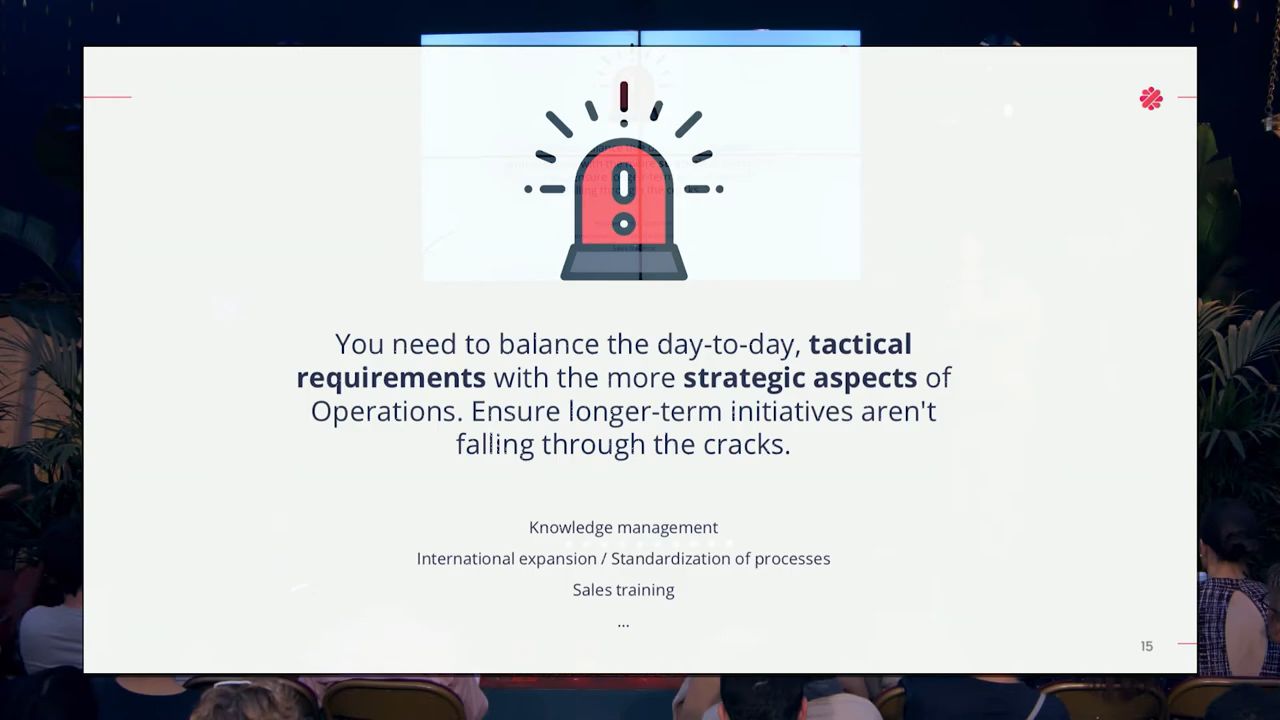 You need to balance the day-to-day, tactical
requirements with the more strategic aspects of
Operations. Ensure longer-term initiatives aren't
falling through the cracks.
Knowledge management
International expansion / Standardization of processes
Sales training
...
15